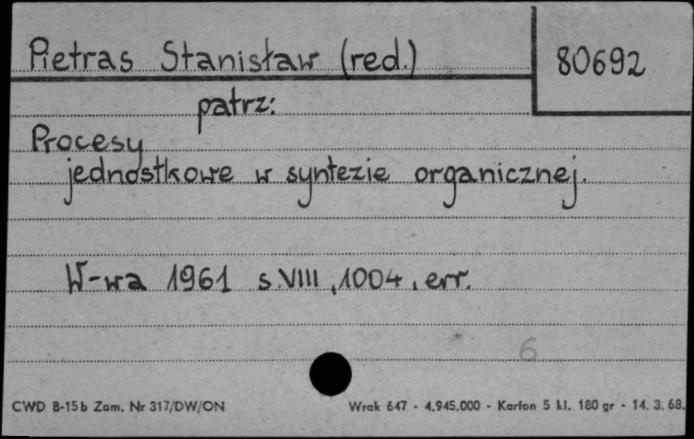 Pietras Stanisław (red.)
80692
patrz:
Procesy
jednostkowe w syntezie organicznej.
W-wa 1961 s. VIII, 1004, err.
6
CWD B-15b Zam. Nr 317/DW/ON
Wrak 647 - 4.945.000 - Karton 5 kl. 180 gr - 14. 3. 68.